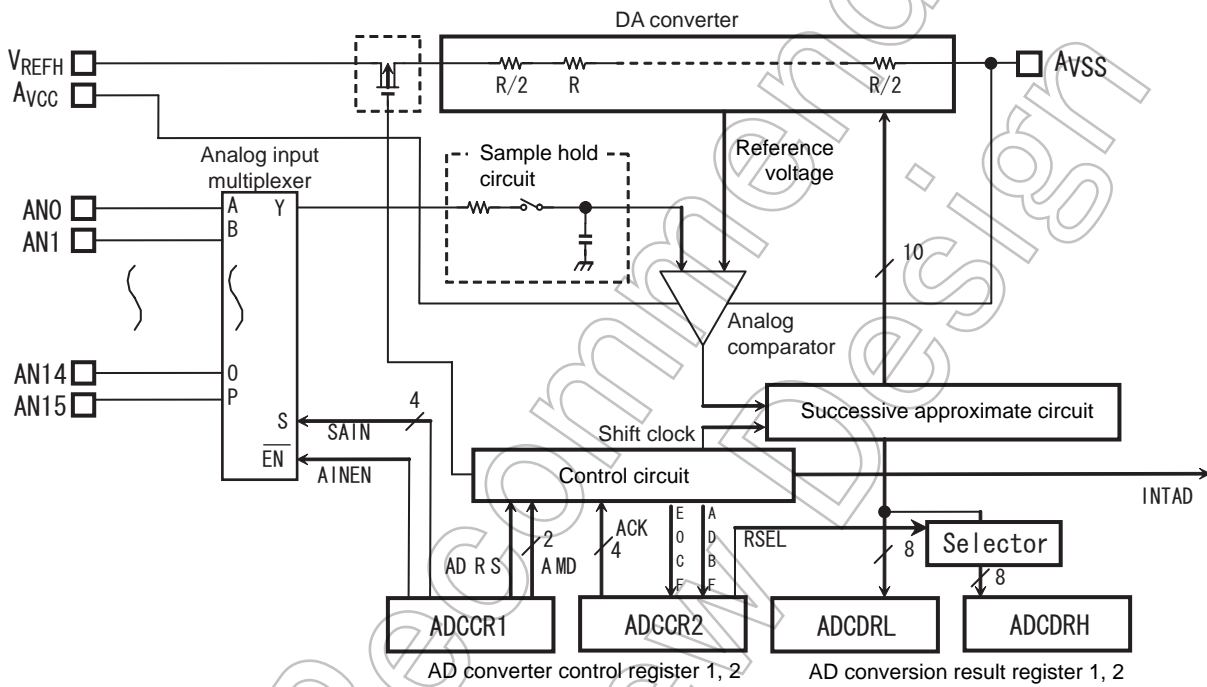 DA converter
VREFH
AVCC
R/2
R
R/2
AVSS
Analog input
multiplexer
Sample hold
circuit
Reference
voltage
AN0
AN1
A
B
Y
10
Analog
comparator
AN14
AN15
O
P
S
EN
SAIN
4
AINEN
Shift clock
Successive approximate circuit
Control circuit
INTAD
ADRS
2
AMD
ACK
4
EOCF
ADBF
RSEL
8
Selector
8
ADCCR1
ADCCR2
ADCDRL
ADCDRH
AD converter control register 1, 2
AD conversion result register 1, 2